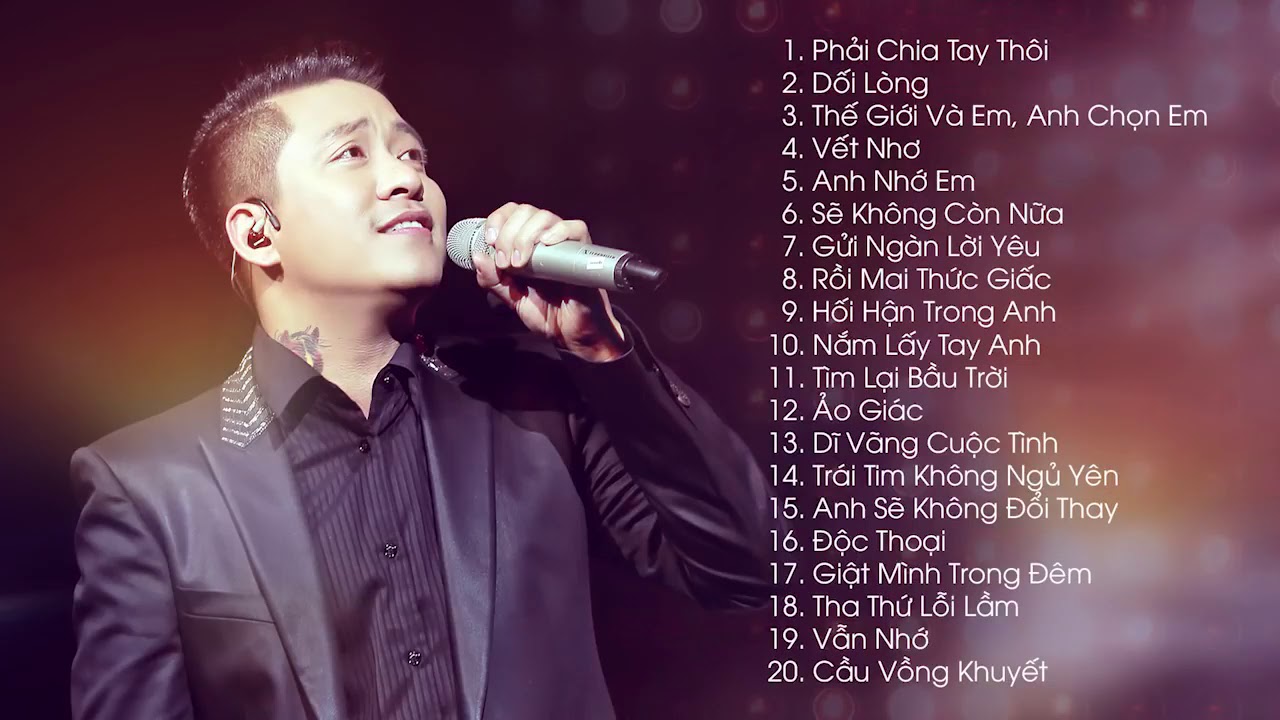 1. Phải Chia Tay Thôi
2. Dối Lòng
3. Thế Giới Và Em, Anh Chọn Em
4. Vết Nhơ
5. Anh Nhớ Em
6. Sẽ Không Còn Nữa
7. Gửi Ngàn Lời Yêu
8. Rồi Mai Thức Giấc
9. Hối Hận Trong Anh
10. Nắm Lấy Tay Anh
11. Tìm Lại Bầu Trời
12. Ảo Giác
13. Dĩ Vãng Cuộc Tình
14. Trái Tim Không Ngủ Yên
15. Anh Sẽ Không Đổi Thay
16. Độc Thoại
17. Giật Mình Trong Đêm
18. Tha Thứ Lỗi Lầm
19. Vẫn Nhớ
20. Cầu Vồng Khuyết